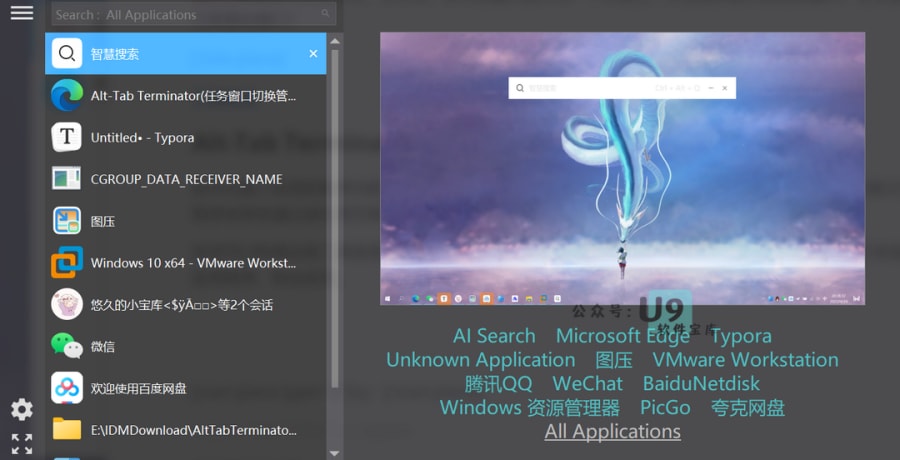 Search : All Applications
智慧搜索
Alt-Tab Terminator(任务窗口切换管...
Untitled• - Typora
CGROUP_DATA_RECEIVER_NAME
图压
Windows 10 x64 - VMware Workst...
悠久的小宝库<$ÿÂ□□>等2个会话
微信
欢迎使用百度网盘
E:\IDMDownload\AltTabTerminato...
智慧搜索
公众号:U9
软件宝库
AI Search Microsoft Edge Typora
Unknown Application 图压 VMware Workstation
腾讯QQ WeChat BaiduNetdisk
Windows 资源管理器 PicGo 夸克网盘
All Applications